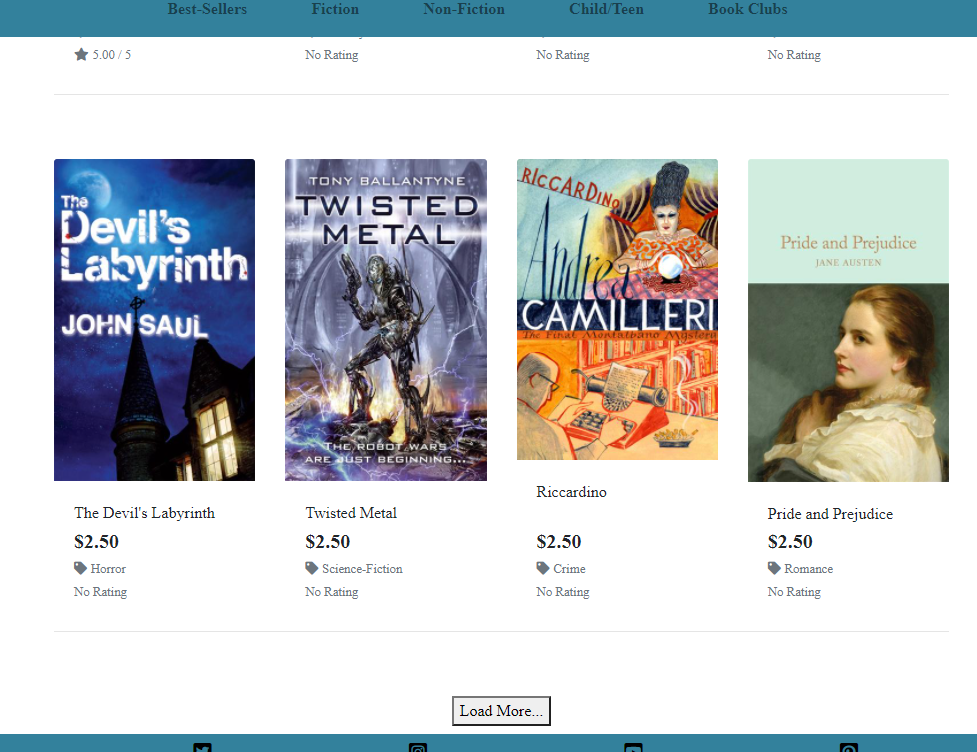 Best-Sellers Fiction Non-Fiction Child/Teen Book Clubs
5.00 / 5 No Rating No Rating No Rating
The
Devil's
Labyrinth
JOHN SAUL
TONY BALLANTYNE
TWISTED
METAL
THE ROBOT WARS
ARE JUST BEGINNING...
RICCARDINO
Andrea
CAMILLERI
The Final Montalbano Mystery
Pride and Prejudice
JANE AUSTEN
The Devil's Labyrinth Twisted Metal Riccardino Pride and Prejudice
$2.50 $2.50 $2.50 $2.50
Horror Science-Fiction Crime Romance
No Rating No Rating No Rating No Rating
Load More...